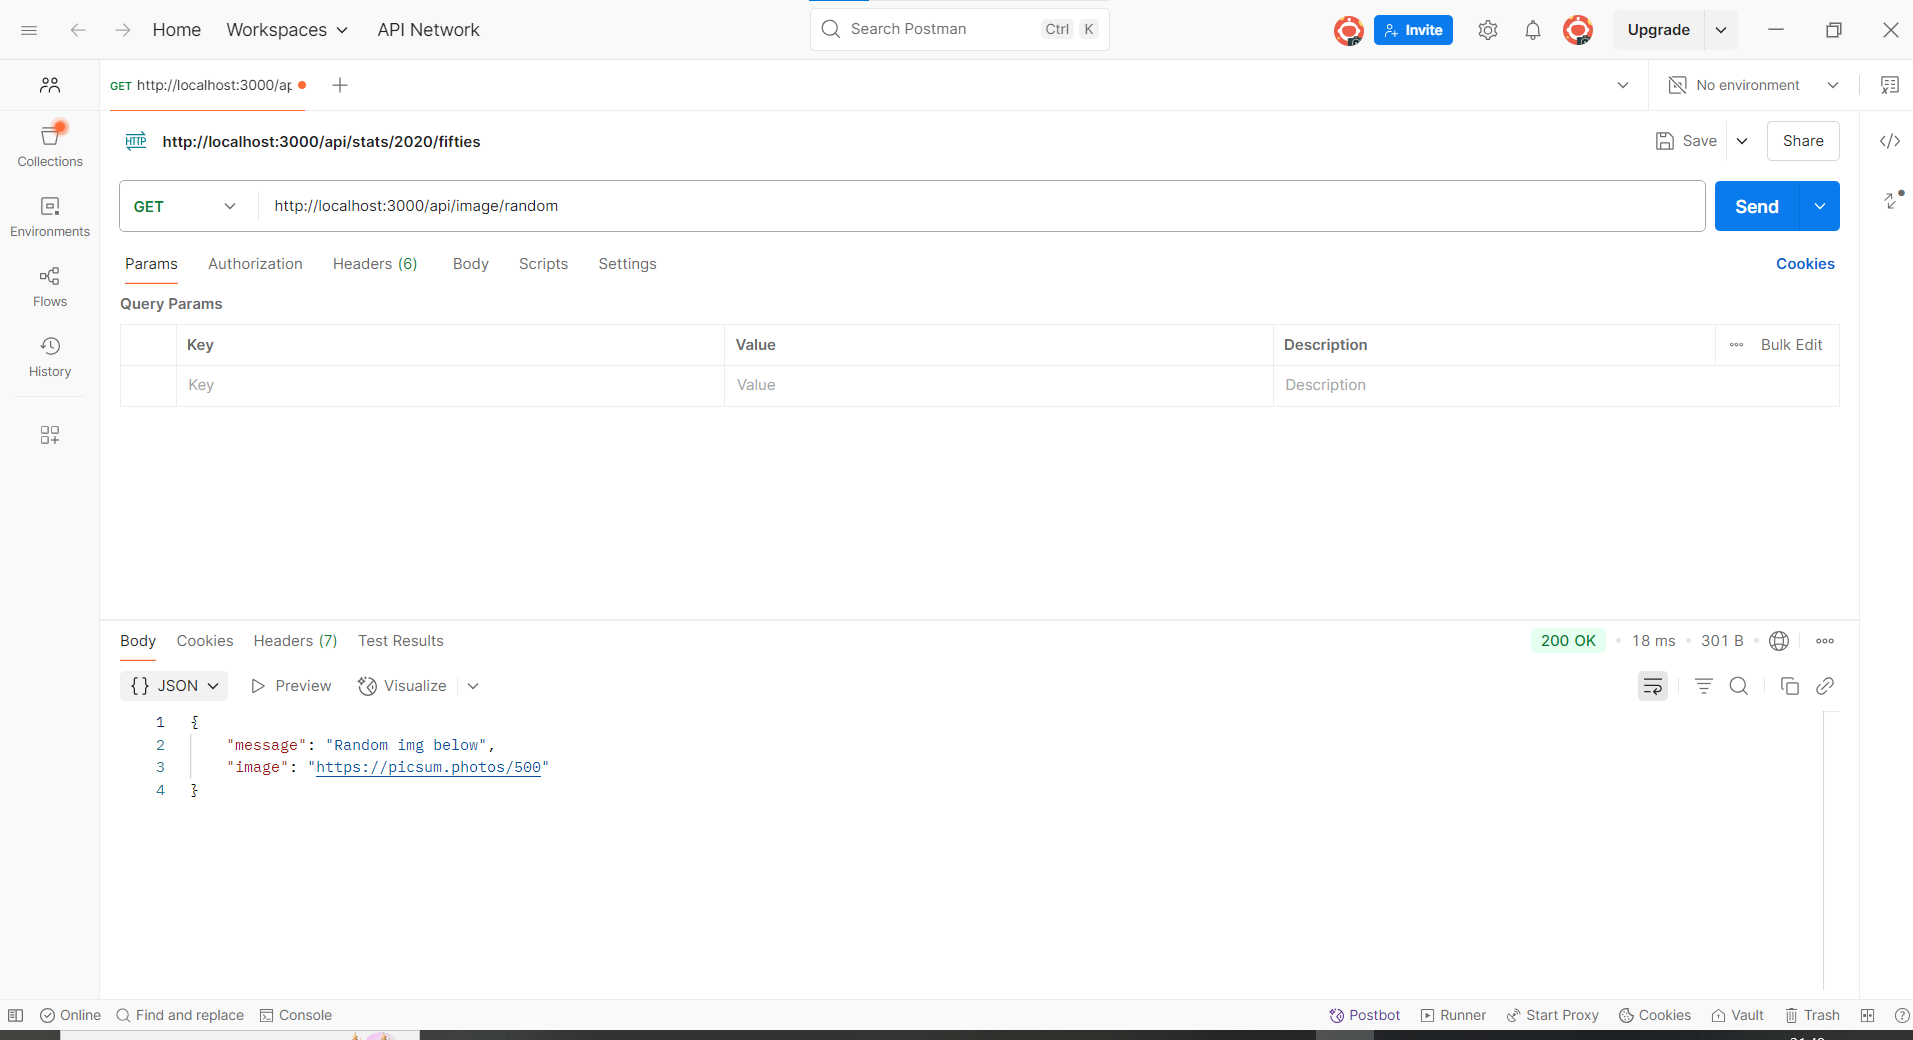 Home Workspaces API Network Search Postman Ctrl K Invite Upgrade
GET http://localhost:3000/ap No environment
HTTP http://localhost:3000/api/stats/2020/fifties Save Share
Collections
GET http://localhost:3000/api/image/random Send
Environments
Params Authorization Headers (6) Body Scripts Settings Cookies
Flows
Query Params
Key Value Description Bulk Edit
History
Key Value Description
Body Cookies Headers (7) Test Results 200 OK 18 ms 301 B
{} JSON Preview Visualize
1 {
2 "message": "Random img below",
3 "image": "https://picsum.photos/500"
4 }
Online Find and replace Console Postbot Runner Start Proxy Cookies Vault Trash